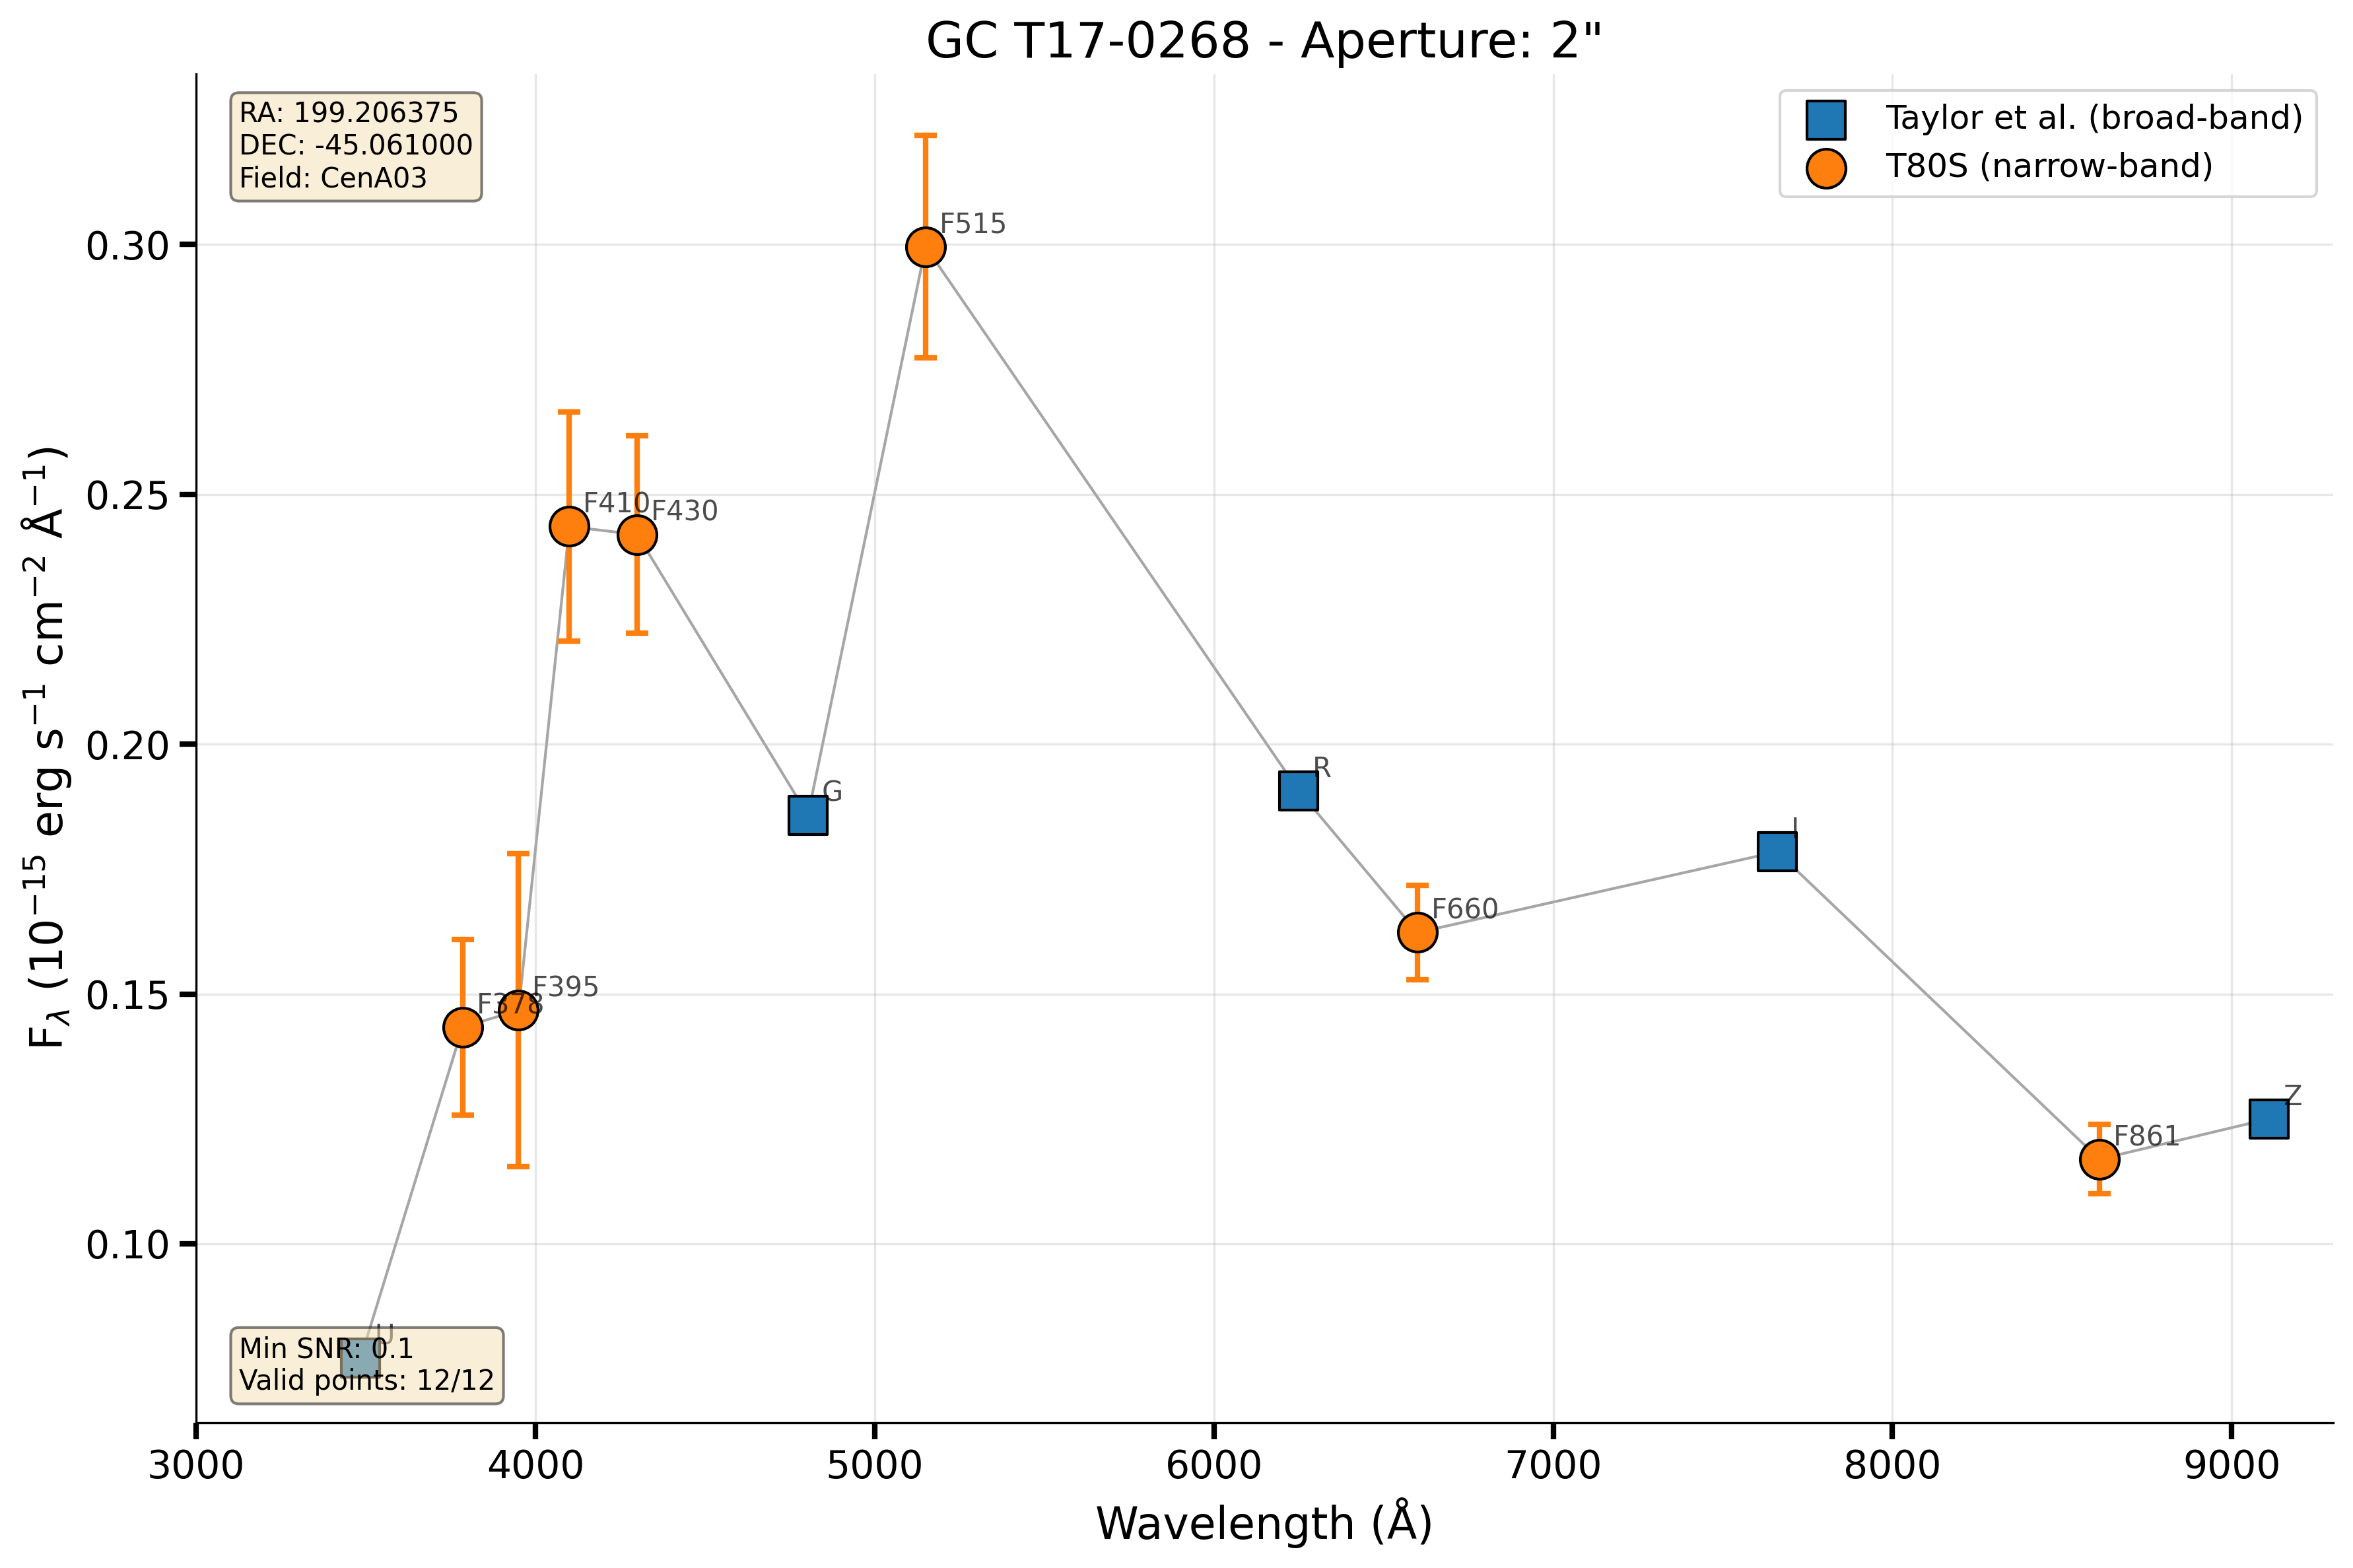 GC T17-0268 - Aperture: 2"
RA: 199.206375
DEC: -45.061000
Field: CenA03
Taylor et al. (broad-band)
T80S (narrow-band)
F515
0.30
F410
F430
0.25
G
R
0.20
I
F660
F395
F378
0.15
Z
F861
0.10
U
Min SNR: 0.1
Valid points: 12/12
F_λ (10⁻¹⁵ erg s⁻¹ cm⁻² Å⁻¹)
3000 4000 5000 6000 7000 8000 9000
Wavelength (Å)